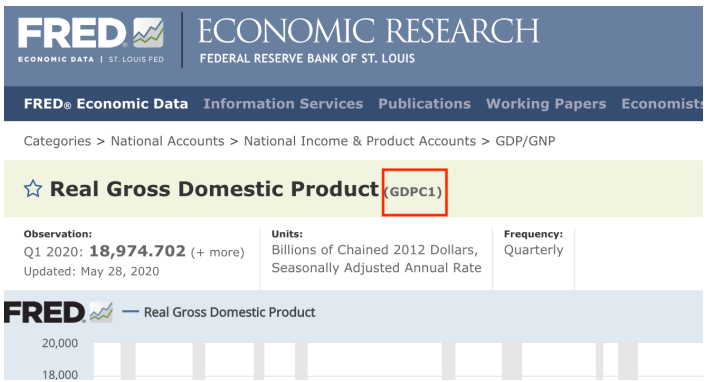 FRED
ECONOMIC DATA | ST. LOUIS FED
ECONOMIC RESEARCH
FEDERAL RESERVE BANK OF ST. LOUIS
FRED® Economic Data Information Services Publications Working Papers Economists
Categories > National Accounts > National Income & Product Accounts > GDP/GNP
☆ Real Gross Domestic Product (GDPC1)
Observation:
Q1 2020: 18,974.702 (+ more)
Updated: May 28, 2020
Units:
Billions of Chained 2012 Dollars,
Seasonally Adjusted Annual Rate
Frequency:
Quarterly
FRED — Real Gross Domestic Product
20,000
18,000